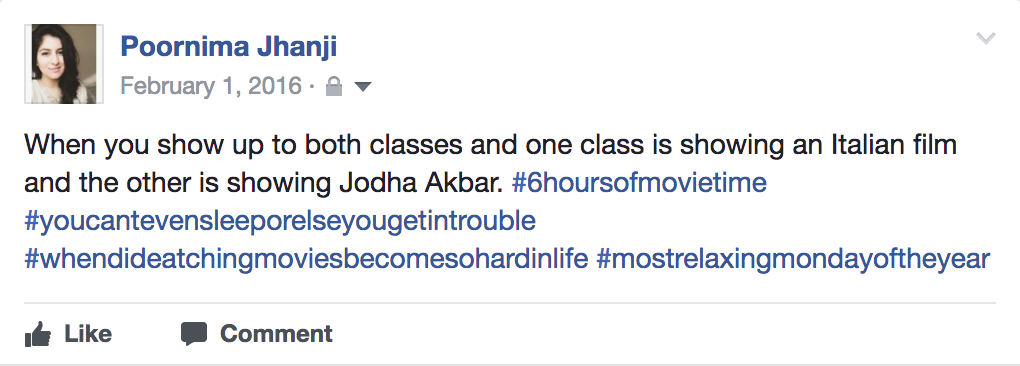 Poornima Jhanji
February 1, 2016 ·
When you show up to both classes and one class is showing an Italian film
and the other is showing Jodha Akbar. #6hoursofmovietime
#youcantevensleeporelseyougetintrouble
#whendideatchingmoviesbecomesohardinlife #mostrelaxingmondayoftheyear
Like Comment